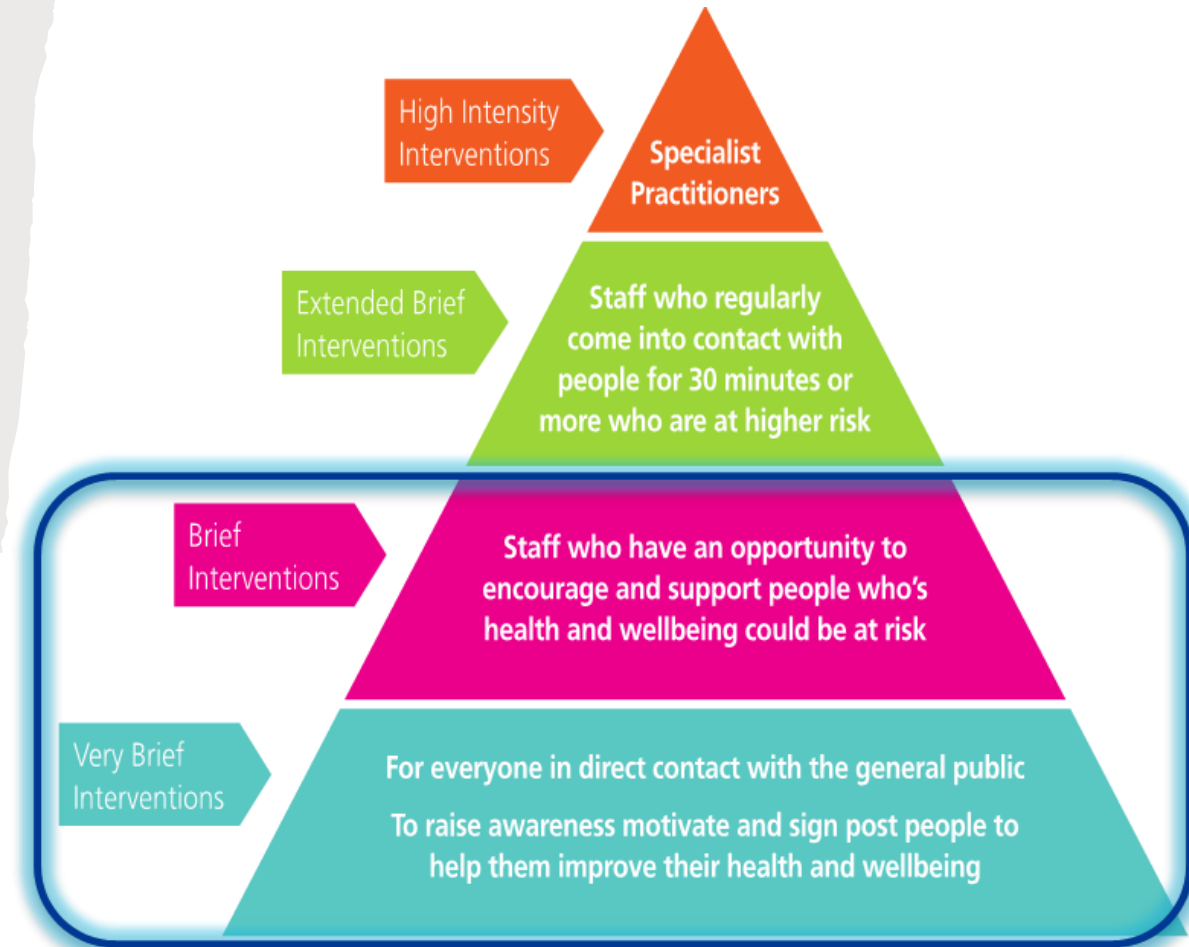 High Intensity
Interventions
Specialist
Practitioners
Extended Brief
Interventions
Staff who regularly
come into contact with
people for 30 minutes or
more who are at higher risk
Brief
Interventions
Staff who have an opportunity to
encourage and support people who's
health and wellbeing could be at risk
Very Brief
Interventions
For everyone in direct contact with the general public
To raise awareness motivate and sign post people to
help them improve their health and wellbeing